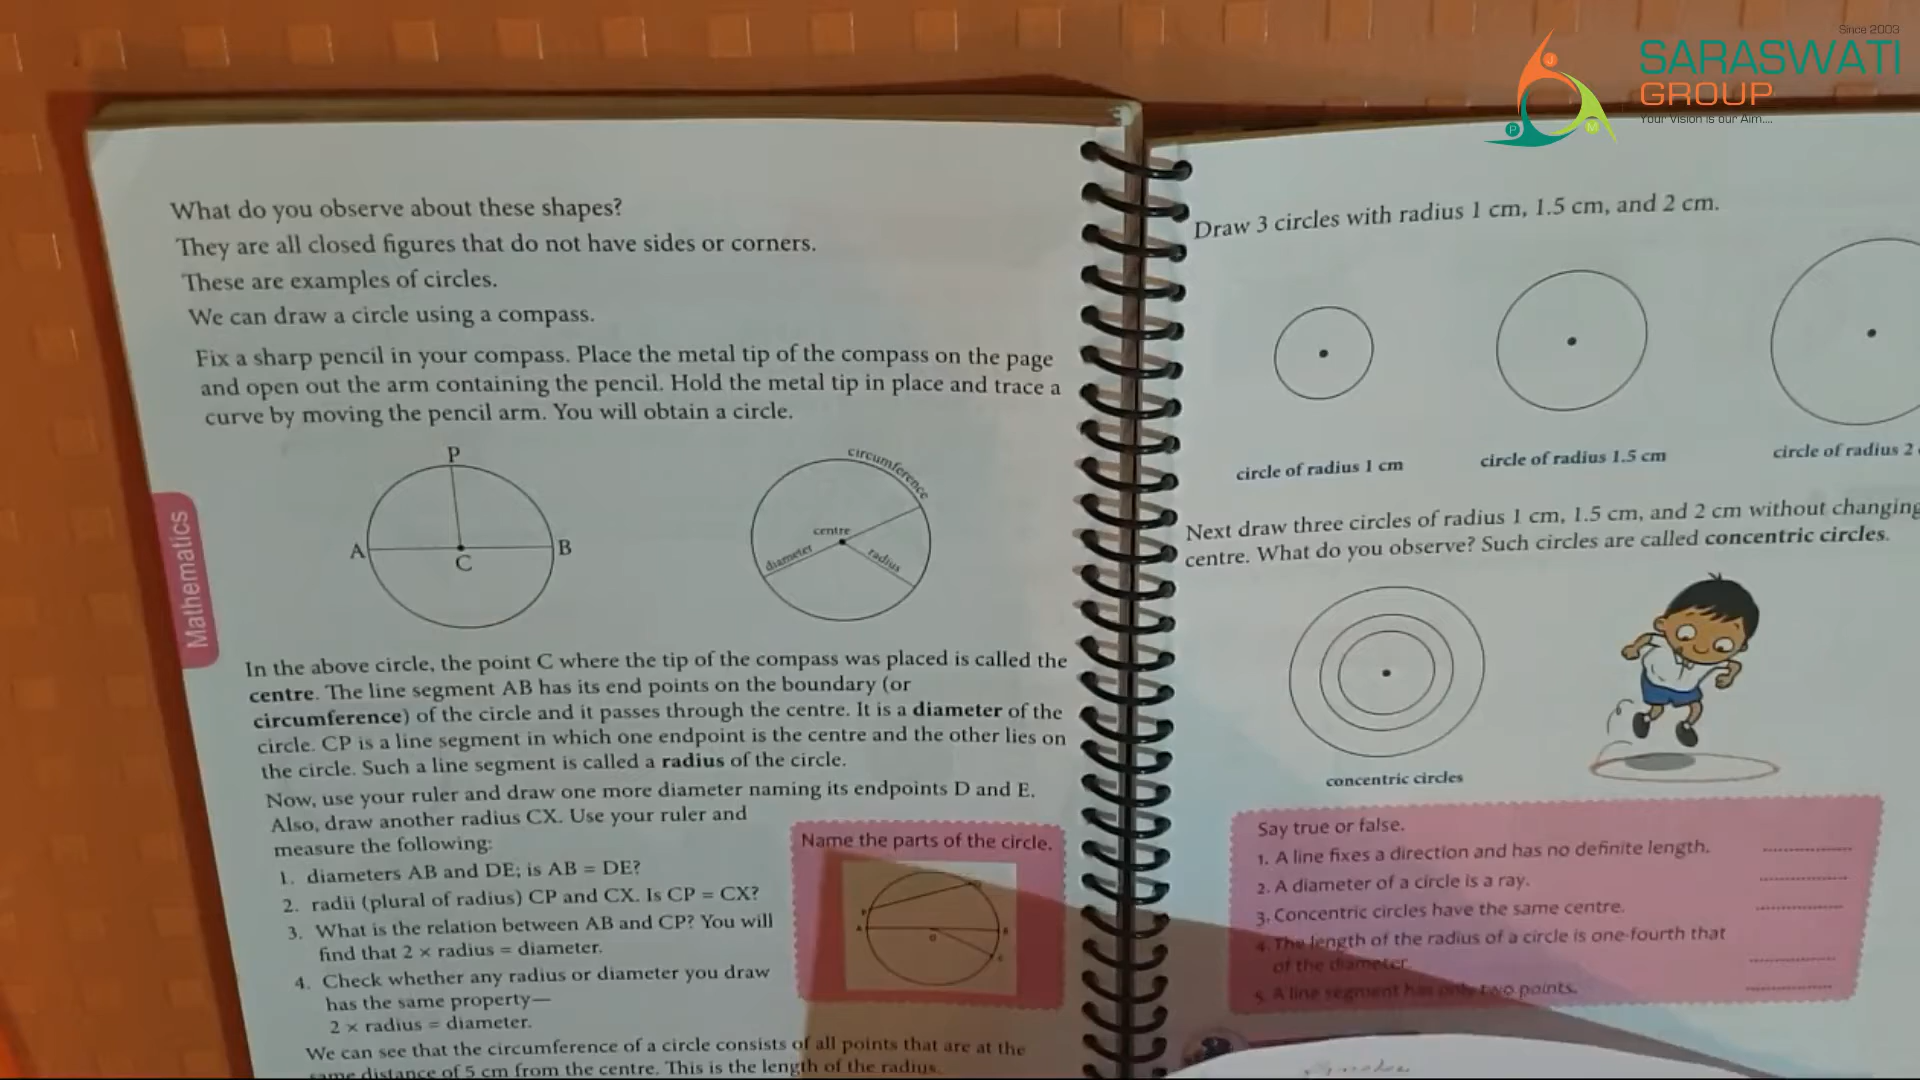 Since 2003
SARASWATI
GROUP
Your Vision is our Aim....
J
P
M
What do you observe about these shapes?
They are all closed figures that do not have sides or corners.
These are examples of circles.
We can draw a circle using a compass.
Fix a sharp pencil in your compass. Place the metal tip of the compass on the page
and open out the arm containing the pencil. Hold the metal tip in place and trace a
curve by moving the pencil arm. You will obtain a circle.
P
A
B
C
circumference
centre
diameter
radius
Mathematics
In the above circle, the point C where the tip of the compass was placed is called the
centre. The line segment AB has its end points on the boundary (or
circumference) of the circle and it passes through the centre. It is a diameter of the
circle. CP is a line segment in which one endpoint is the centre and the other lies on
the circle. Such a line segment is called a radius of the circle.
Now, use your ruler and draw one more diameter naming its endpoints D and E.
Also, draw another radius CX. Use your ruler and
measure the following:
1. diameters AB and DE; is AB = DE?
2. radii (plural of radius) CP and CX. Is CP = CX?
3. What is the relation between AB and CP? You will
find that 2 × radius = diameter.
4. Check whether any radius or diameter you draw
has the same property—
2 × radius = diameter.
Name the parts of the circle.
A
We can see that the circumference of a circle consists of all points that are at the
same distance of 5 cm from the centre. This is the length of the radius.
Draw 3 circles with radius 1 cm, 1.5 cm, and 2 cm.
circle of radius 1 cm
circle of radius 1.5 cm
circle of radius 2
Next draw three circles of radius 1 cm, 1.5 cm, and 2 cm without changing
centre. What do you observe? Such circles are called concentric circles.
concentric circles
Say true or false.
1. A line fixes a direction and has no definite length. ..................
2. A diameter of a circle is a ray. ..................
3. Concentric circles have the same centre. ..................
4. The length of the radius of a circle is one-fourth that
of the diameter. ..................
5. A line segment has only two points. ..................